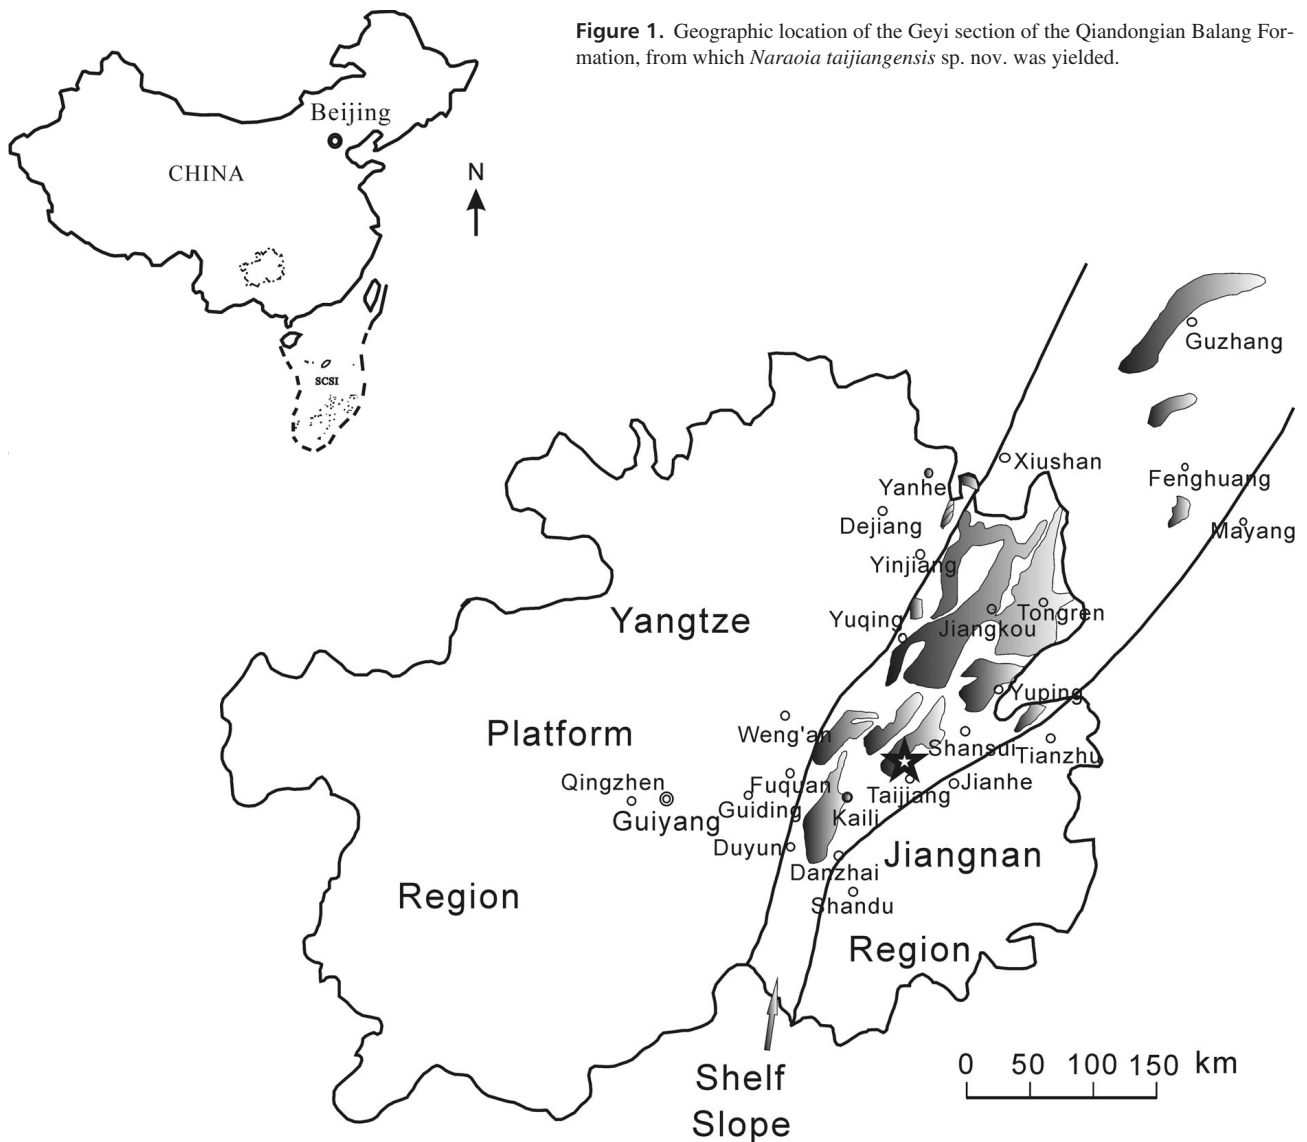 Figure 1. Geographic location of the Geyi section of the Qiandongian Balang For-
mation, from which Naraoia taijiangensis sp. nov. was yielded.
Beijing
CHINA
N
SCSI
Guzhang
Xiushan
Fenghuang
Yanhe
Dejiang
Mayang
Yinjiang
Yangtze
Yuqing
Jiangkou
Tongren
Yuping
Platform
Weng'an
Shansui
Tianzhu
Qingzhen
Fuquan
Taijiang
Jianhe
Guiding
Guiyang
Kaili
Duyun
Danzhai
Jiangnan
Region
Shandu
Region
Shelf
Slope
0 50 100 150 km